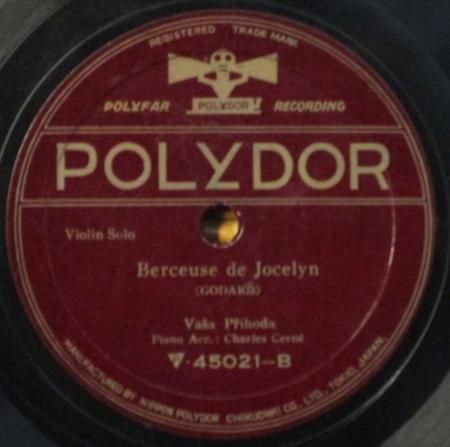 REGISTERED TRADE MARK
POLYFAR POLYDOR RECORDING
POLYDOR
Violin Solo
Berceuse de Jocelyn
(GODARD)
Vaša Příhoda
Piano Acc.: Charles Cerné
45021-B
MANUFACTURED BY NIPPON POLYDOR CHIKUONKI CO., LTD., TOKYO, JAPAN.